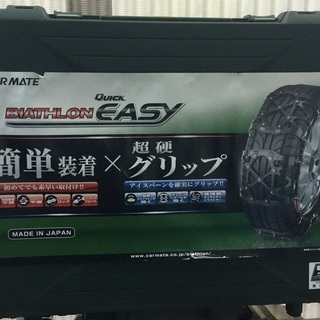 R MATE
QUICK
BIATHLON EASY
簡単装着×超硬グリップ
初めてでも素早い取付け!!
アイスバーンを確実にグリップ!!
MADE IN JAPAN
www.carmate.co.jp/biathlon/